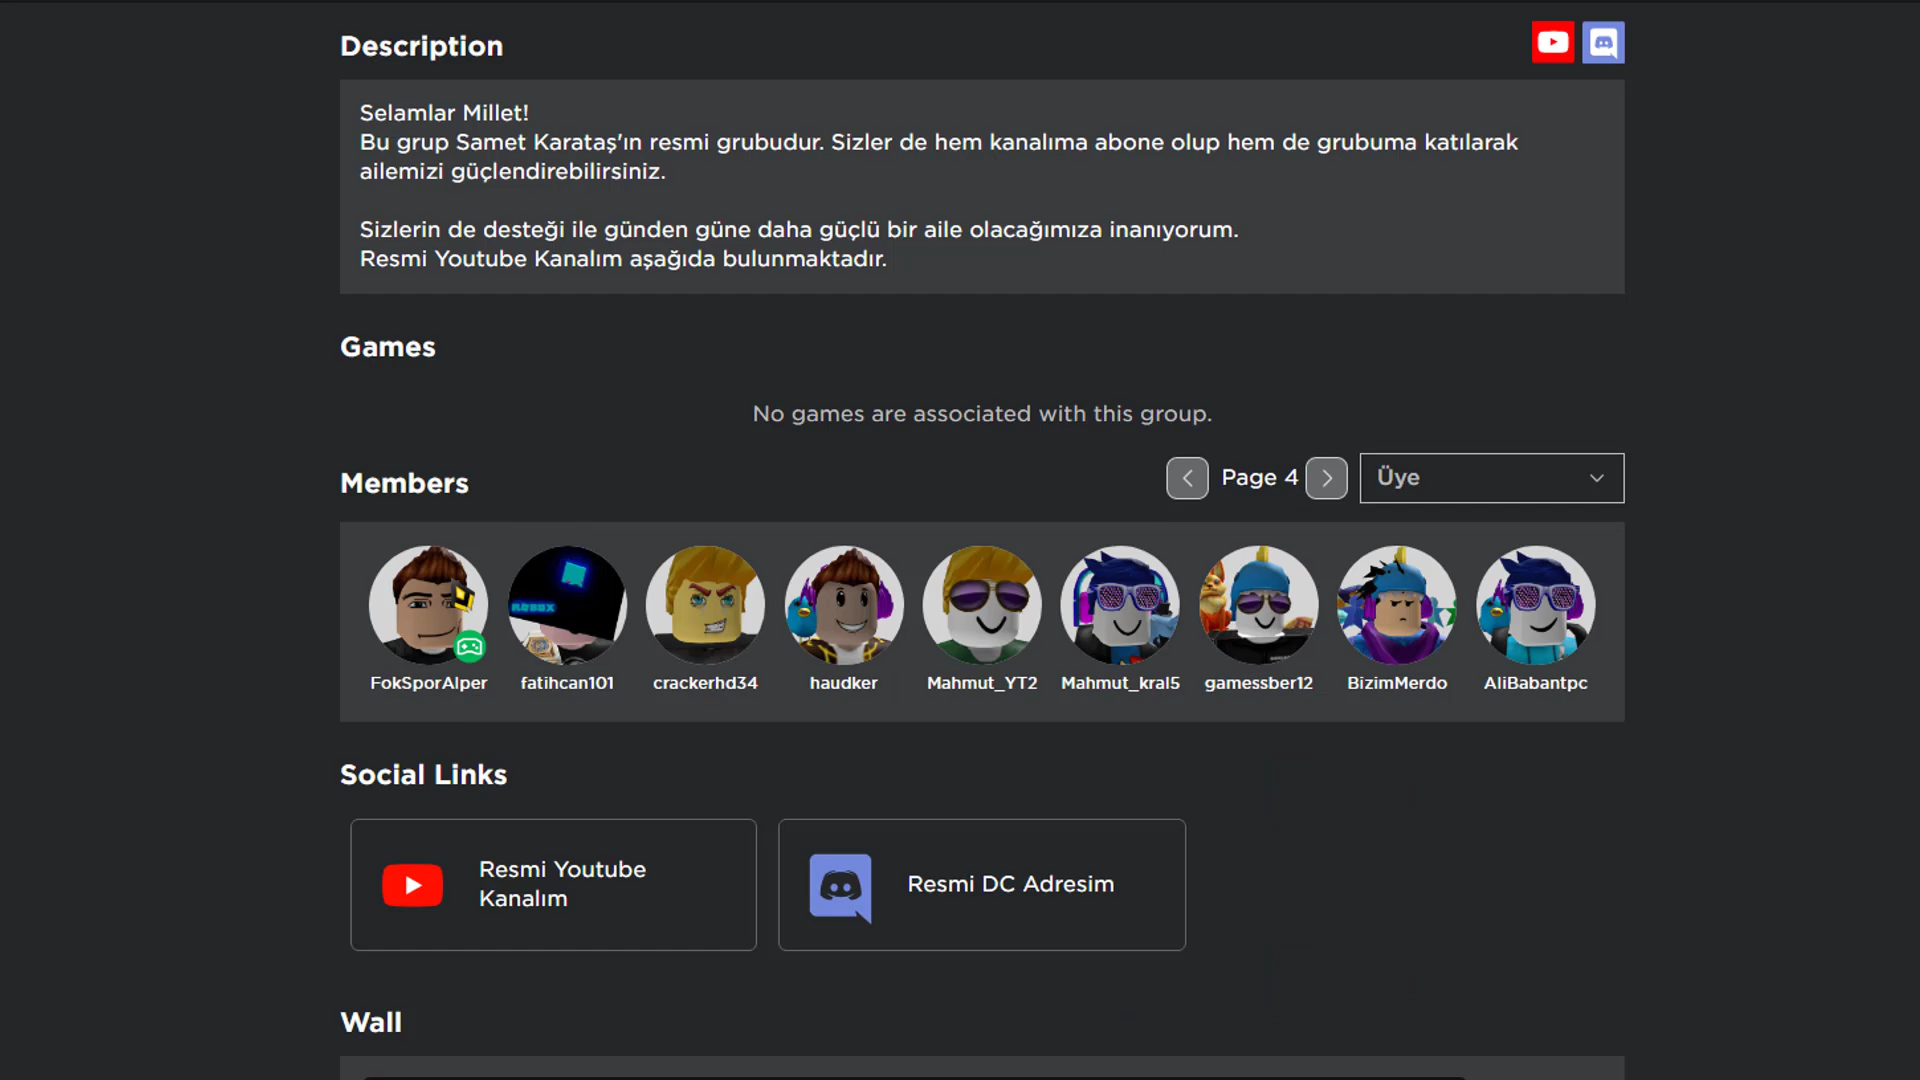 Description
Selamlar Millet!
Bu grup Samet Karataş'ın resmi grubudur. Sizler de hem kanalıma abone olup hem de grubuma katılarak
ailemizi güçlendirebilirsiniz.
Sizlerin de desteği ile günden güne daha güçlü bir aile olacağımıza inanıyorum.
Resmi Youtube Kanalım aşağıda bulunmaktadır.
Games
No games are associated with this group.
Members
Page 4
Üye
ROBOX
FokSporAlper
fatihcan101
crackerhd34
haudker
Mahmut_YT2
Mahmut_kral5
gamessber12
BizimMerdo
AliBabantpc
Social Links
Resmi Youtube
Kanalım
Resmi DC Adresim
Wall